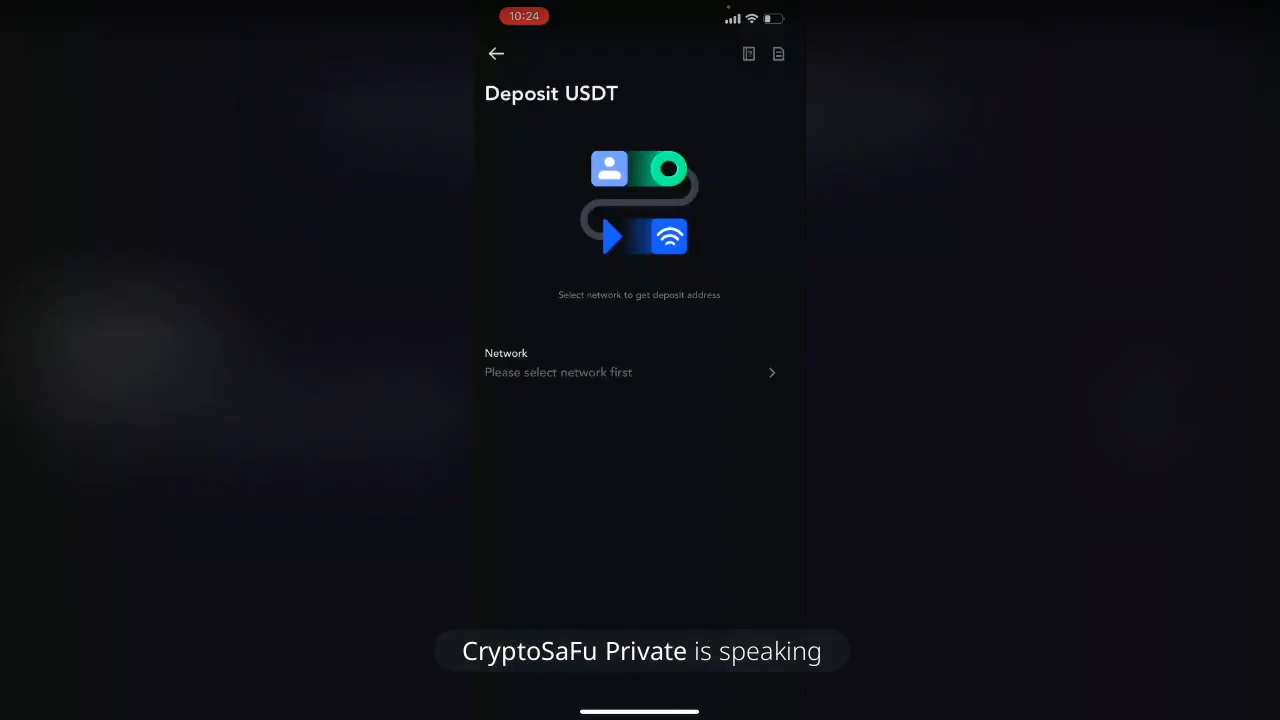 10:24
Deposit USDT
Select network to get deposit address
Network
Please select network first
CryptoSaFu Private is speaking